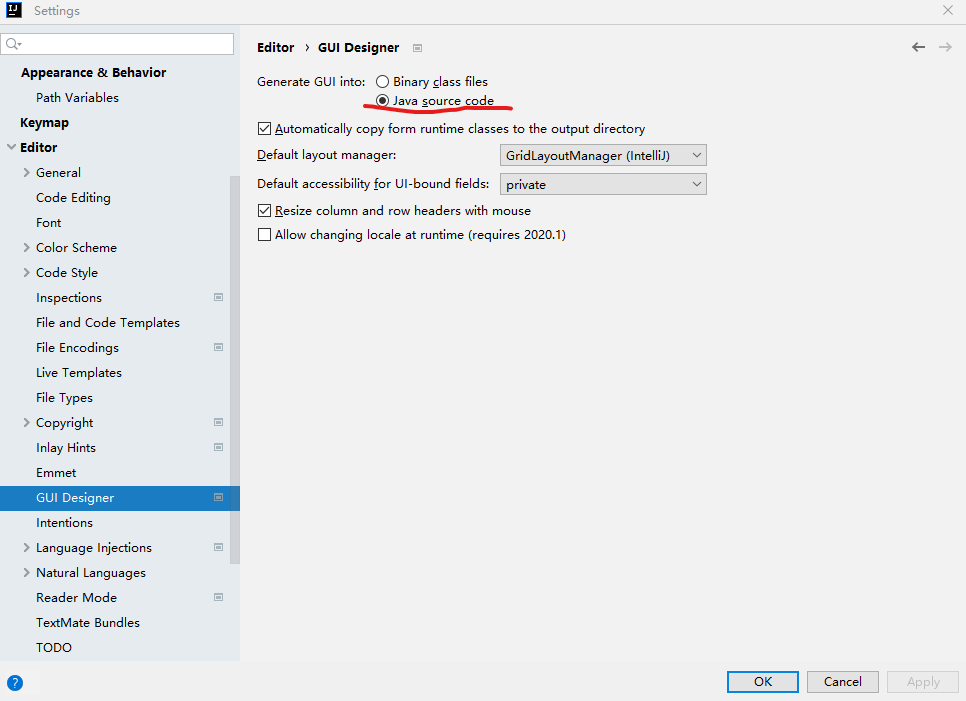 IJ Settings
Editor › GUI Designer
Appearance & Behavior
Path Variables
Keymap
Editor
General
Code Editing
Font
Color Scheme
Code Style
Inspections
File and Code Templates
File Encodings
Live Templates
File Types
Copyright
Inlay Hints
Emmet
GUI Designer
Intentions
Language Injections
Natural Languages
Reader Mode
TextMate Bundles
TODO
Generate GUI into: Binary class files
Java source code
Automatically copy form runtime classes to the output directory
Default layout manager: GridLayoutManager (IntelliJ)
Default accessibility for UI-bound fields: private
Resize column and row headers with mouse
Allow changing locale at runtime (requires 2020.1)
? OK Cancel Apply